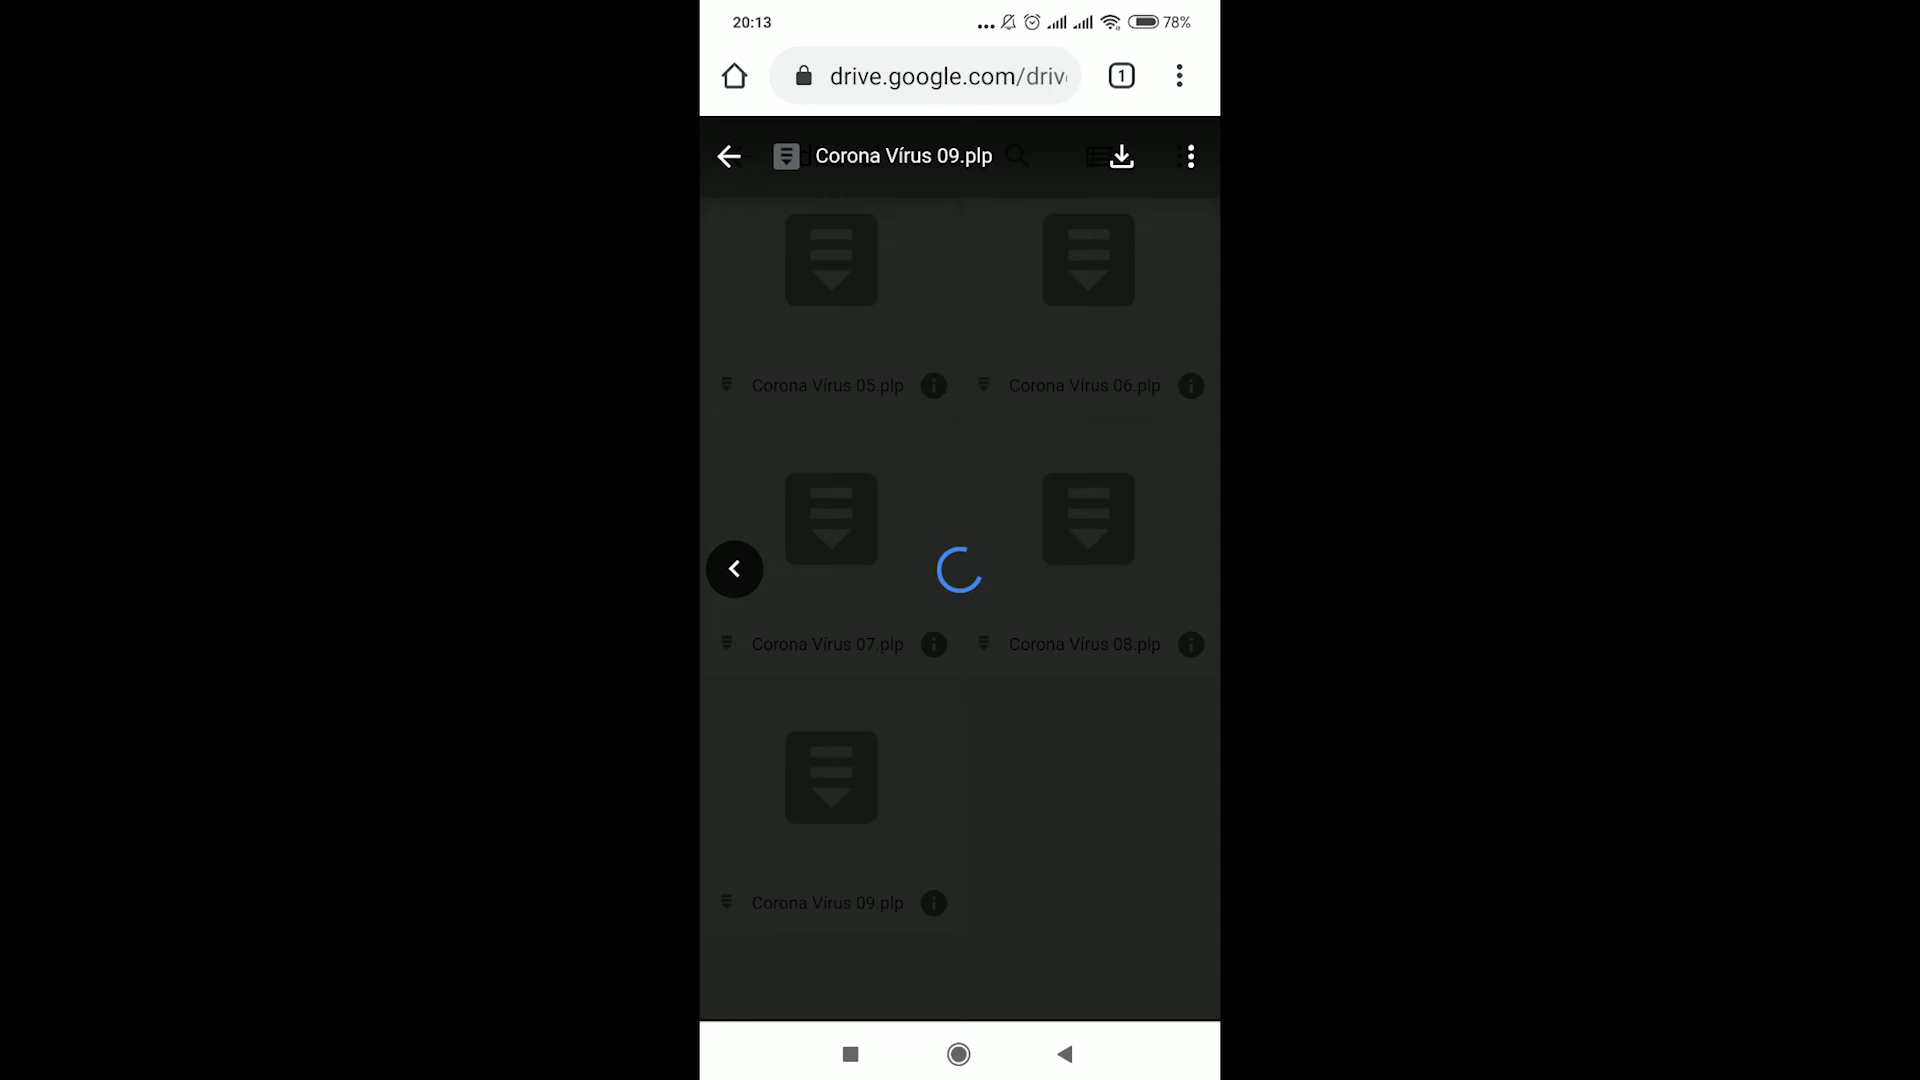 20:13
78%
drive.google.com/driv
1
Corona Vírus 09.plp
Corona Vírus 05.plp
Corona Vírus 06.plp
Corona Vírus 07.plp
Corona Vírus 08.plp
Corona Vírus 09.plp